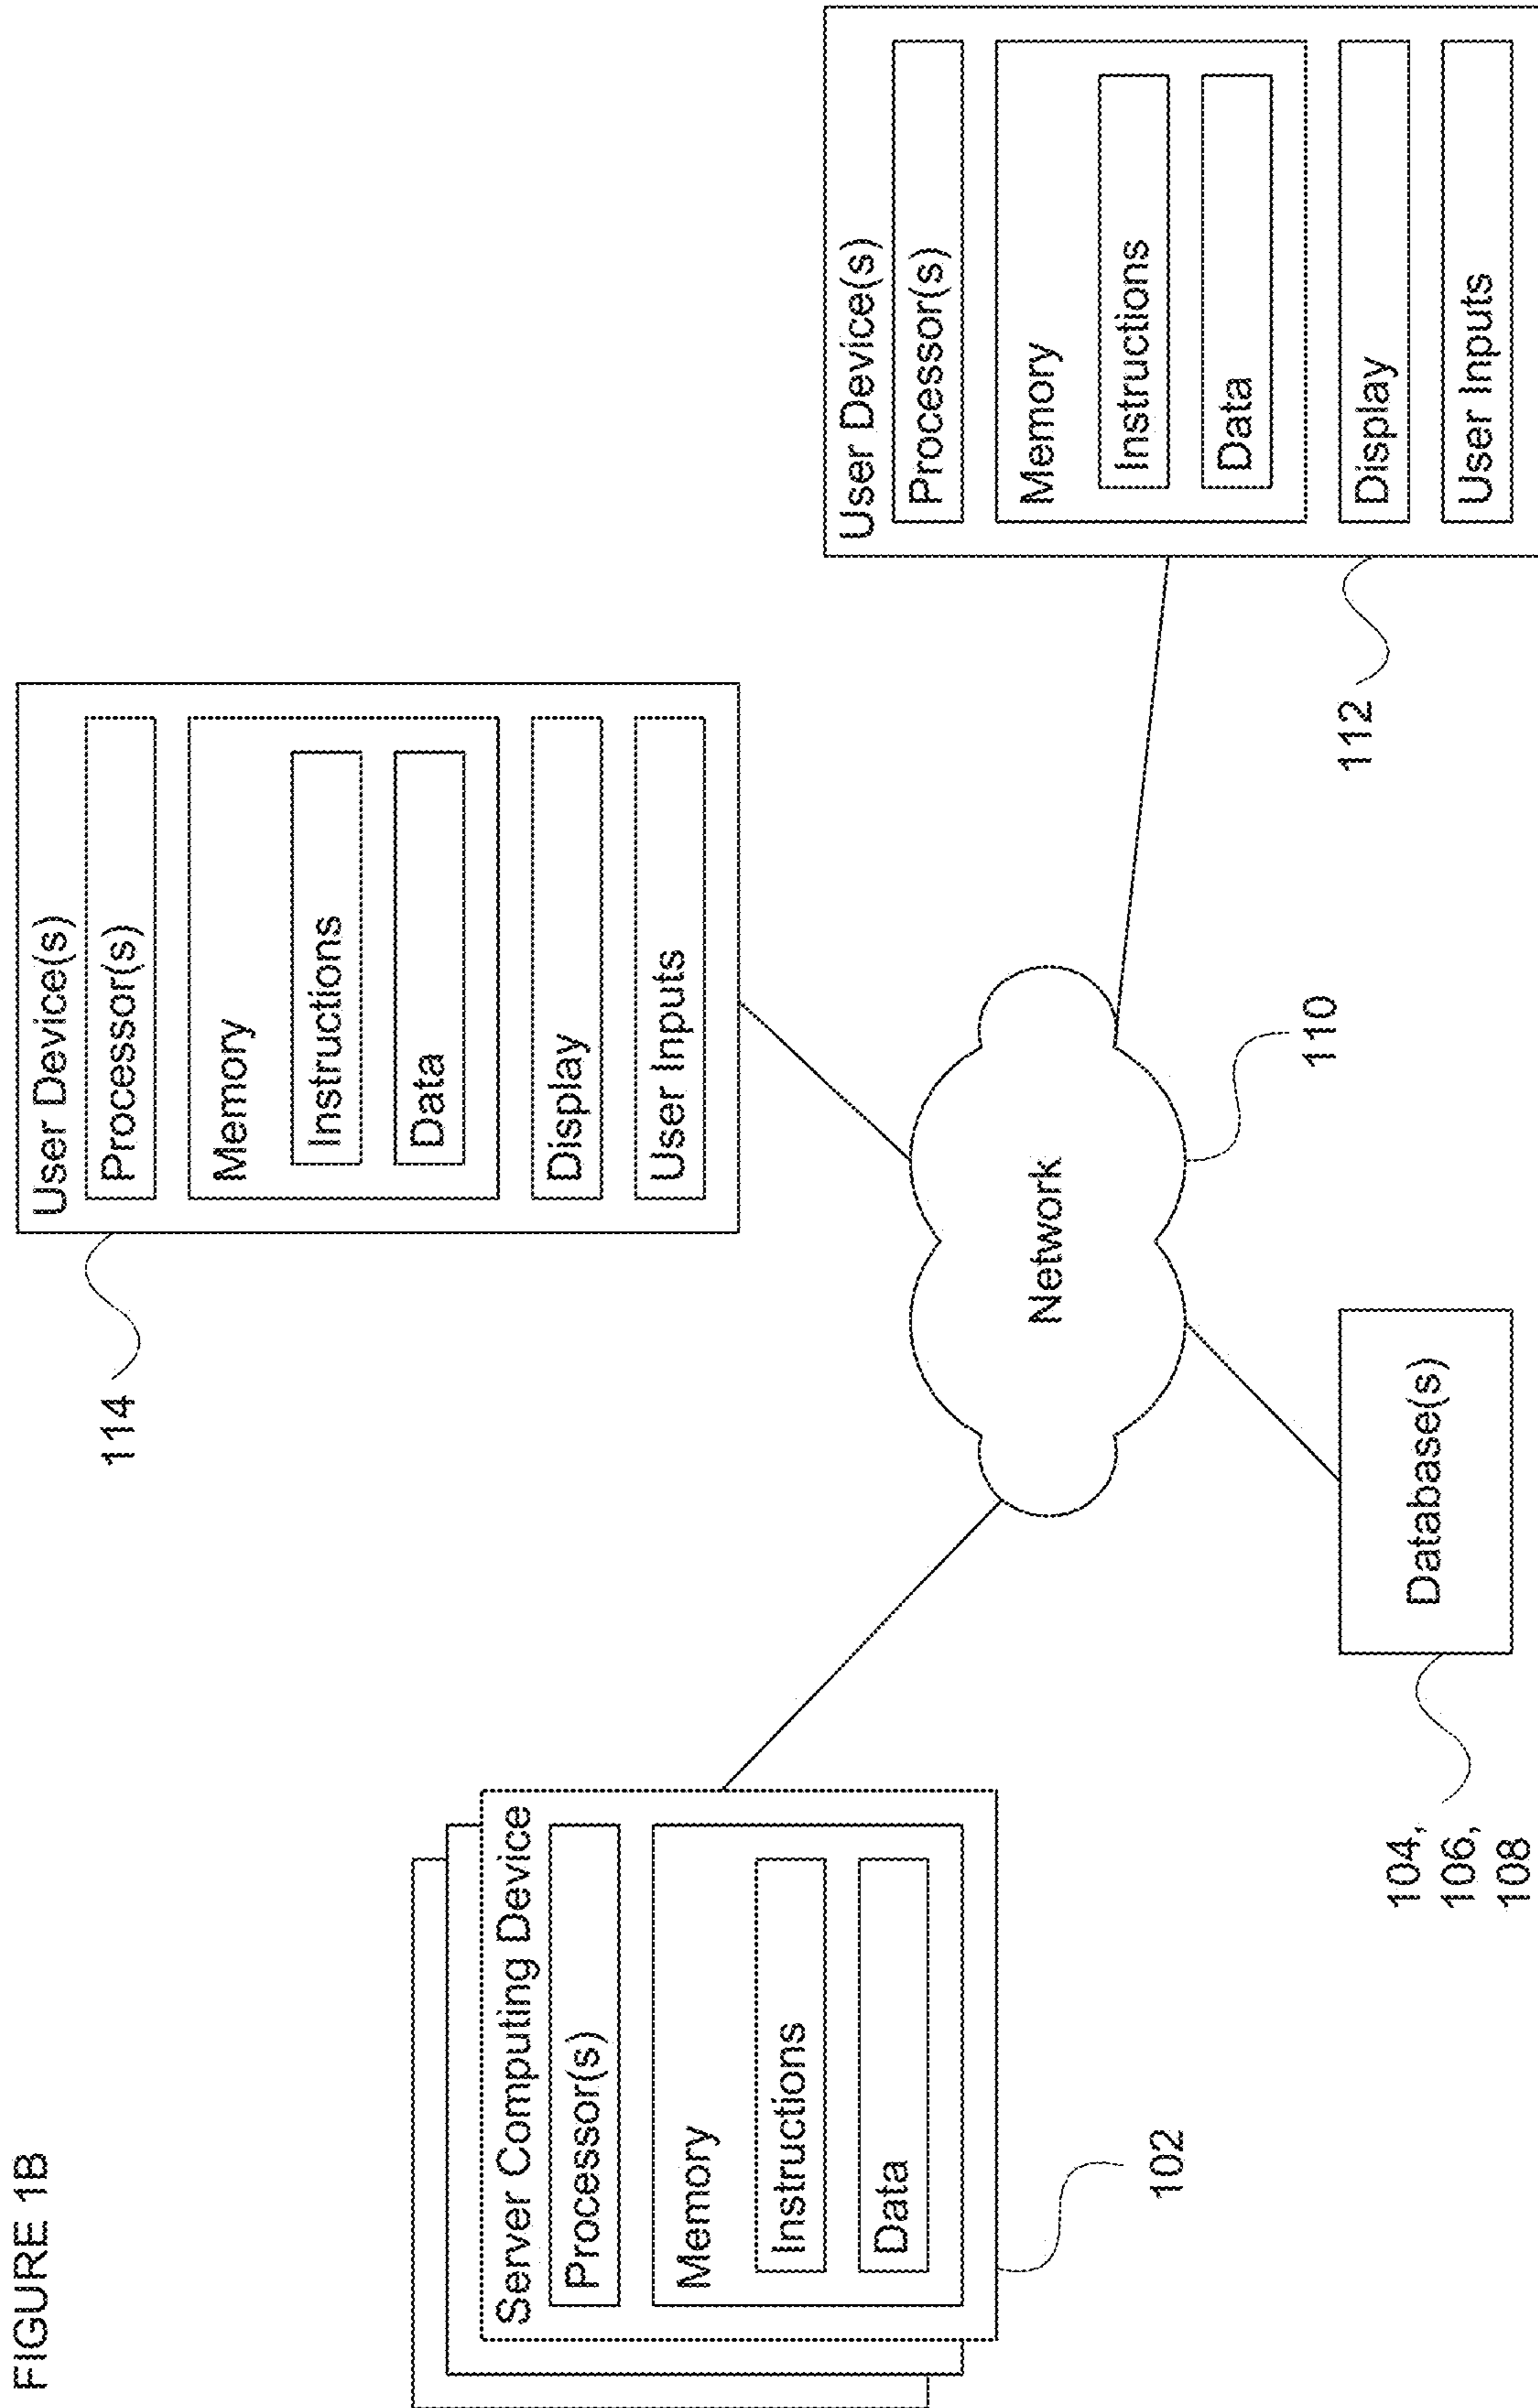 FIGURE 1B
114
User Device(s)
Processor(s)
Memory
Instructions
Data
Display
User Inputs
Server Computing Device
Processor(s)
Memory
Instructions
Data
102
Network
110
User Device(s)
Processor(s)
Memory
Instructions
Data
Display
User Inputs
112
Database(s)
104,
106,
108